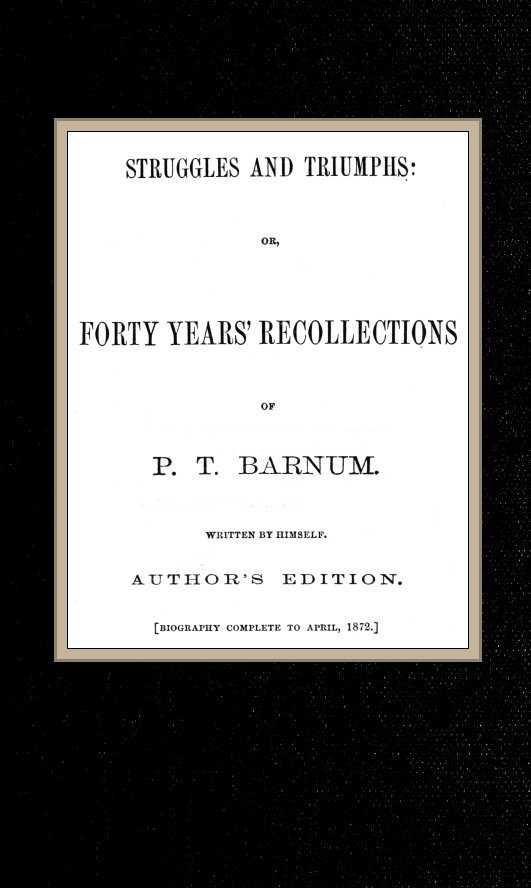 STRUGGLES AND TRIUMPHS:
OR,
FORTY YEARS' RECOLLECTIONS
OF
P. T. BARNUM.
WRITTEN BY HIMSELF.
AUTHOR'S EDITION.
[BIOGRAPHY COMPLETE TO APRIL, 1872.]